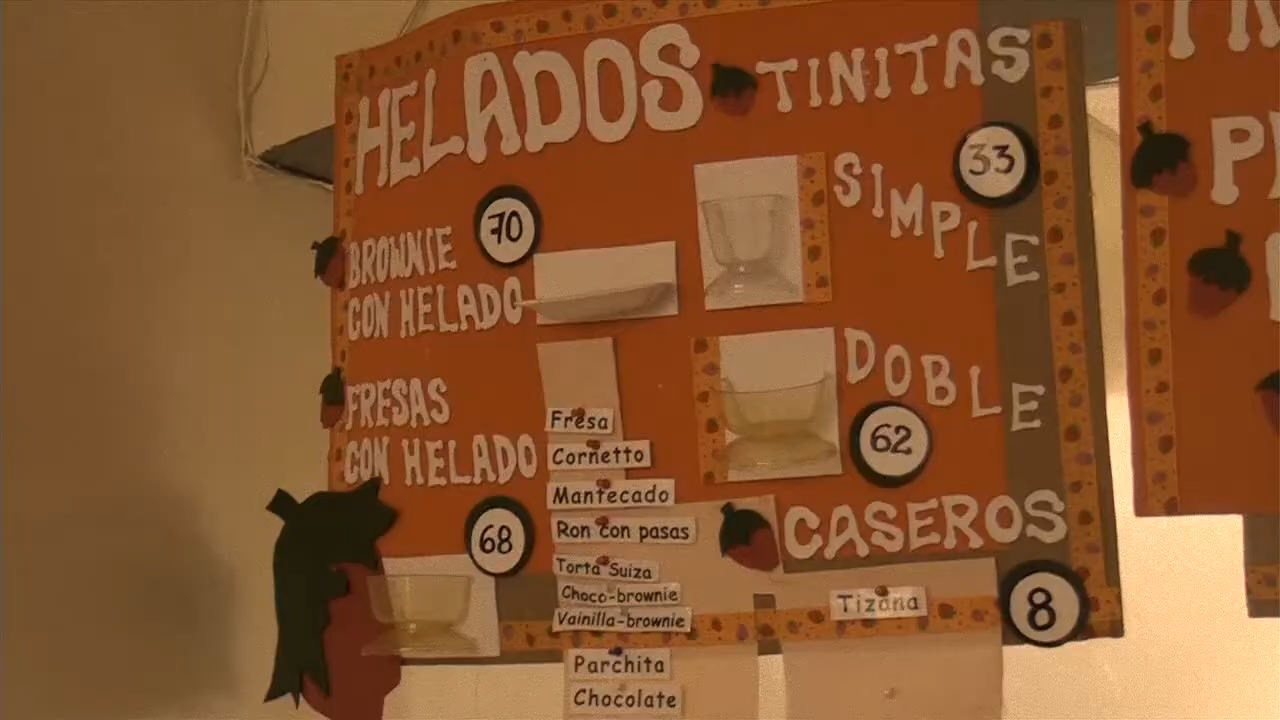 HELADOS
BROWNIE
CON HELADO
70
FRESAS
CON HELADO
68
Fresa
Cornetto
Mantecado
Ron con pasas
Torta Suiza
Choco-brownie
Vainilla-brownie
Parchita
Chocolate
TINITAS
SIMPLE
33
DOBLE
62
CASEROS
Tizana
8